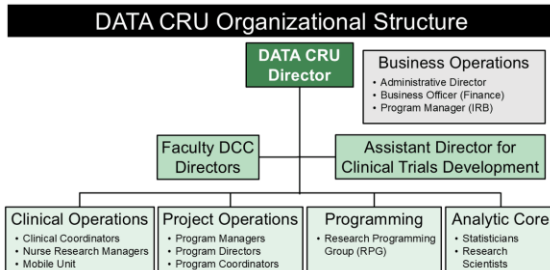 DATA CRU Organizational Structure
DATA CRU
Director
Business Operations
• Administrative Director
• Business Officer (Finance)
• Program Manager (IRB)
Faculty DCC
Directors
Assistant Director for
Clinical Trials Development
Clinical Operations
• Clinical Coordinators
• Nurse Research Managers
• Mobile Unit
Project Operations
• Program Managers
• Program Directors
• Program Coordinators
Programming
• Research Programming
Group (RPG)
Analytic Core
• Statisticians
• Research
Scientists